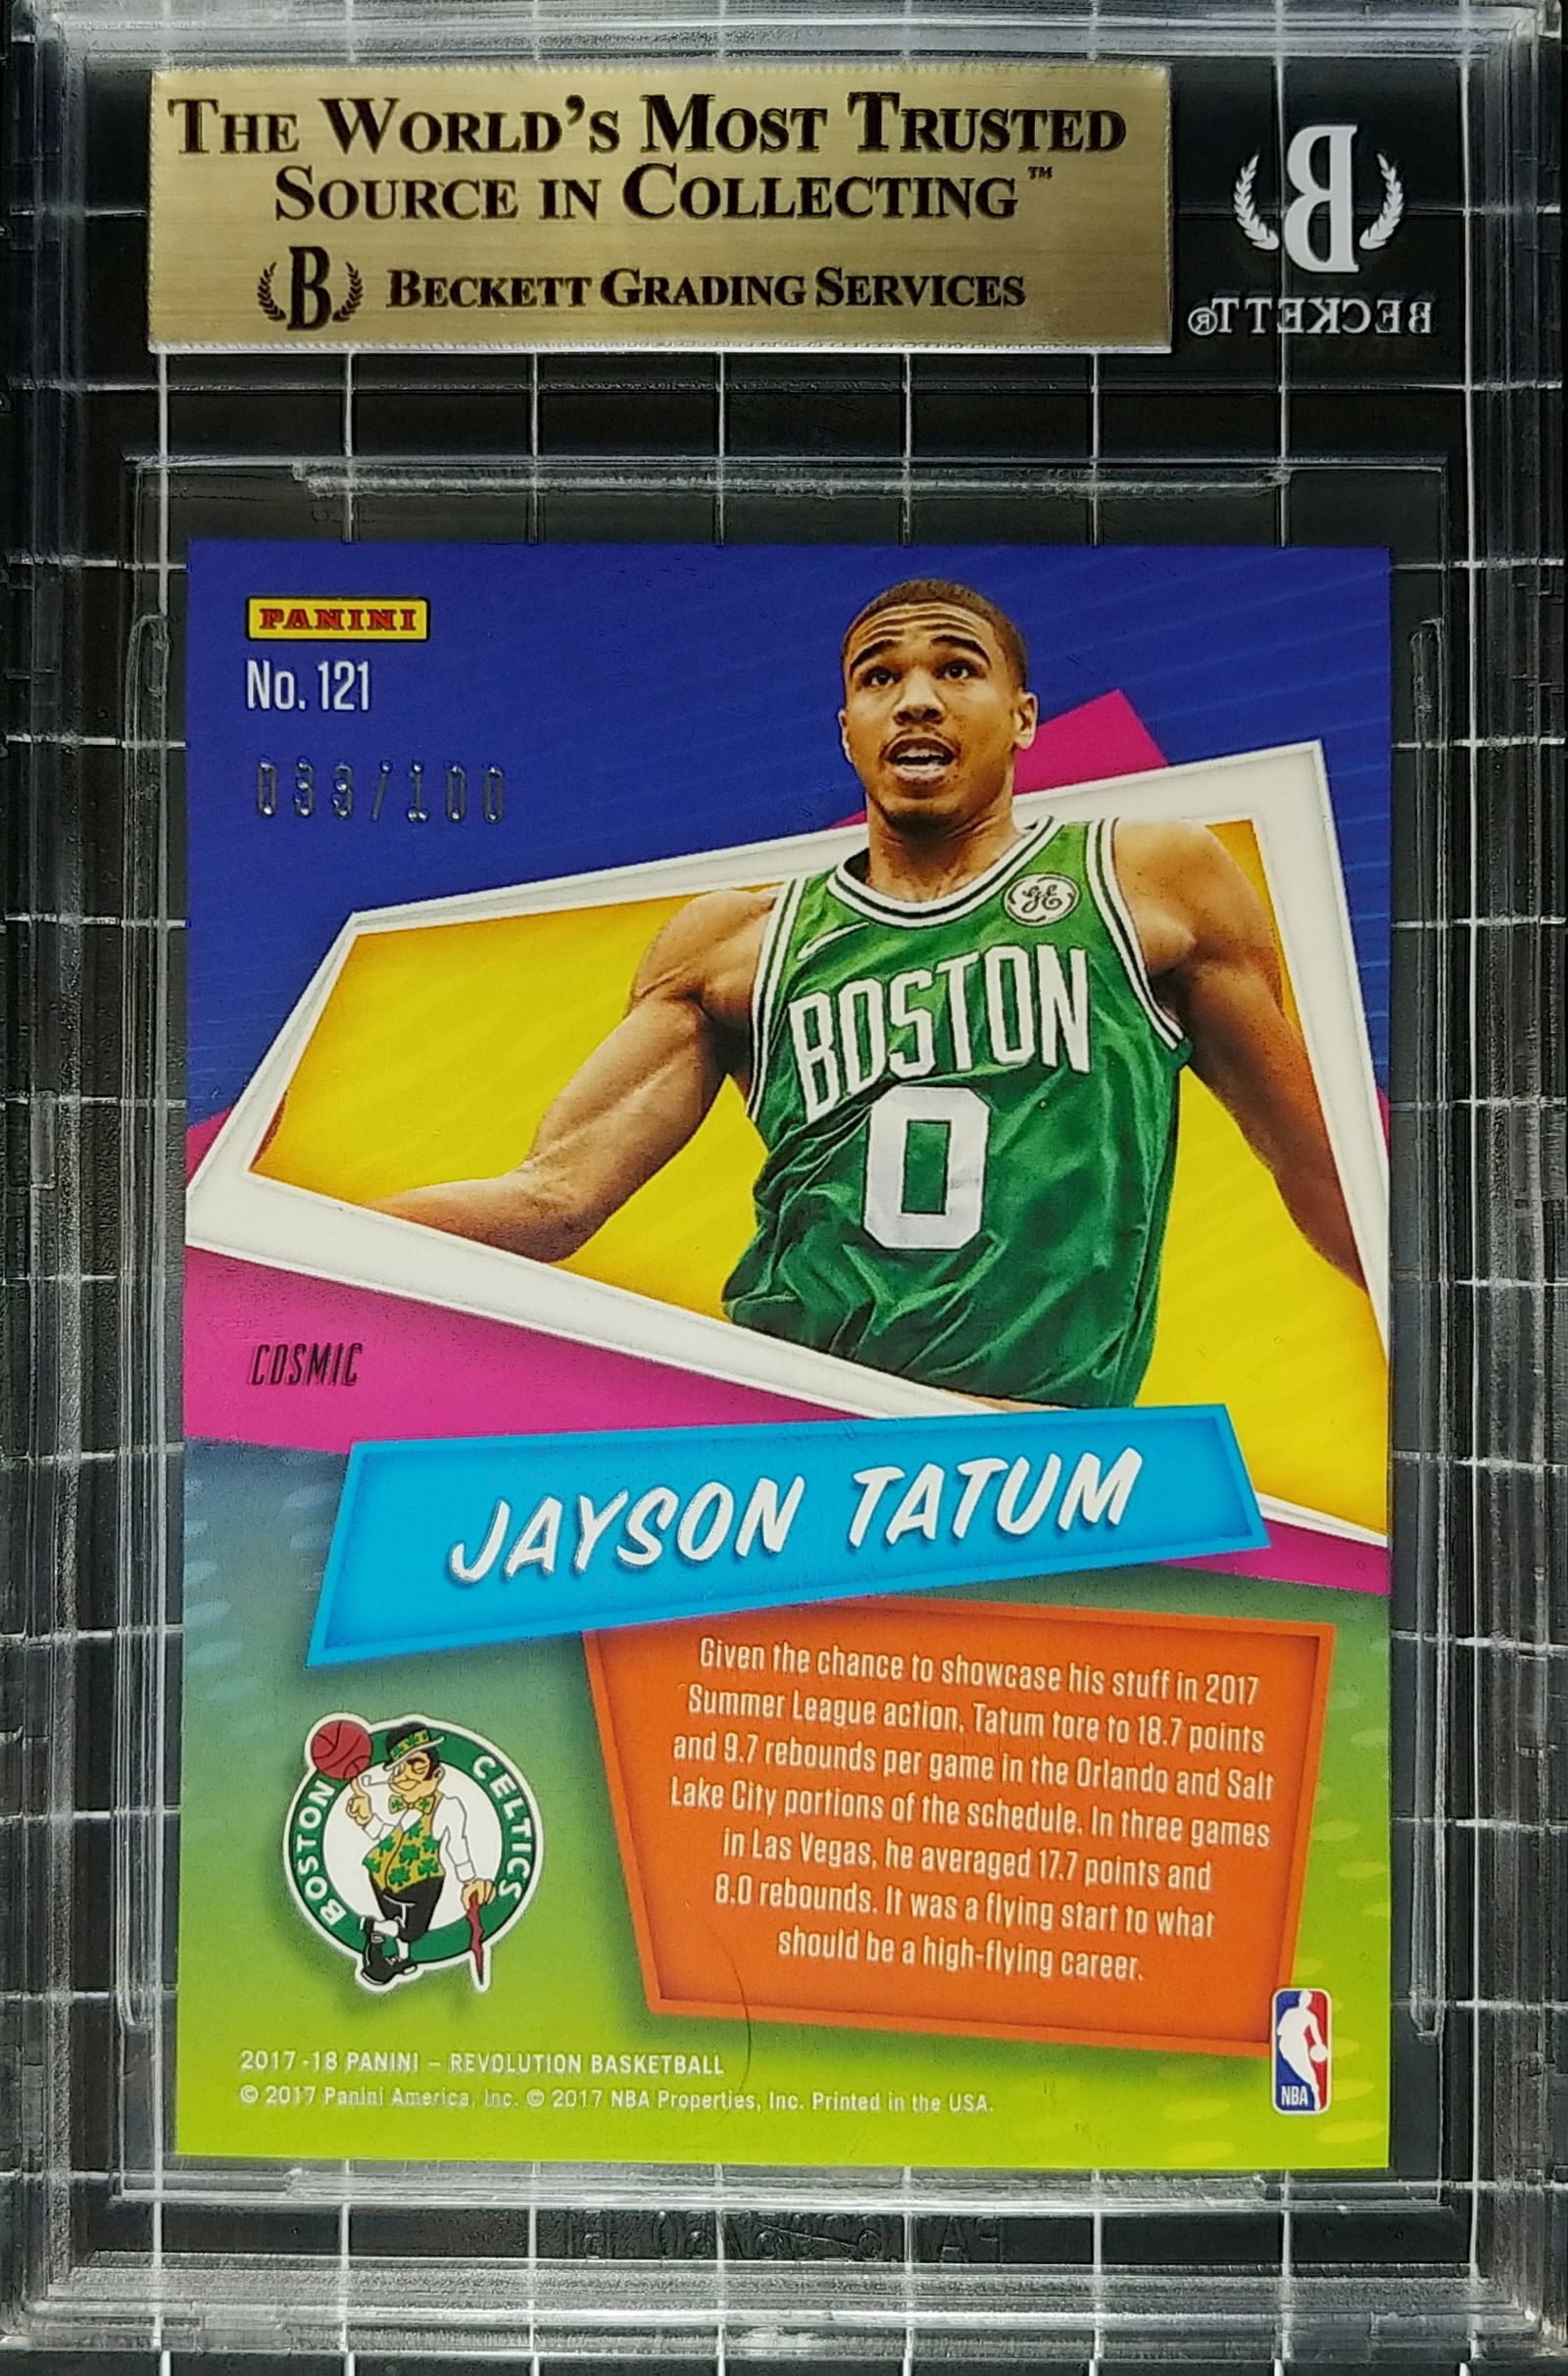 THE WORLD'S MOST TRUSTED
SOURCE IN COLLECTING™
B BECKETT GRADING SERVICES
B
BECKETT®
PANINI
No. 121
033/100
GE
BOSTON
0
COSMIC
JAYSON TATUM
Given the chance to showcase his stuff in 2017
Summer League action, Tatum tore to 18.7 points
and 9.7 rebounds per game in the Orlando and Salt
Lake City portions of the schedule. In three games
in Las Vegas, he averaged 17.7 points and
8.0 rebounds. It was a flying start to what
should be a high-flying career.
BOSTON CELTICS
NBA
2017-18 PANINI – REVOLUTION BASKETBALL
© 2017 Panini America, Inc. © 2017 NBA Properties, Inc. Printed in the USA.